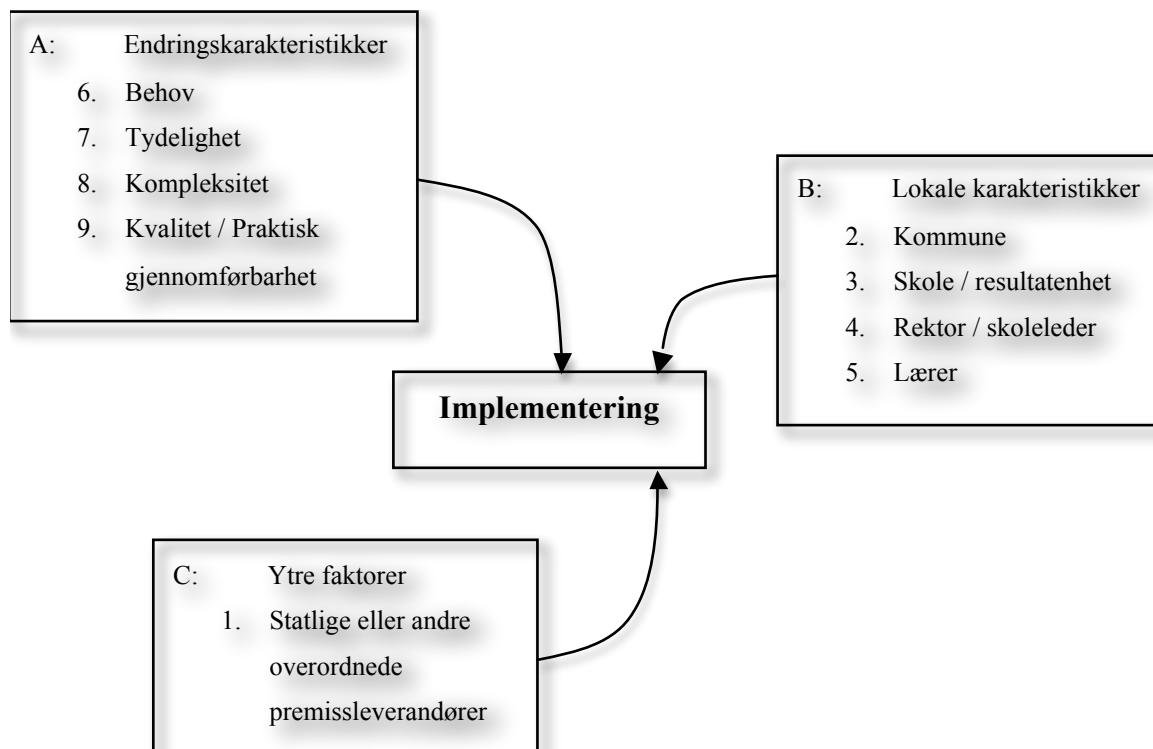 A: Endringskarakteristikker
6. Behov
7. Tydelighet
8. Kompleksitet
9. Kvalitet / Praktisk
gjennomførbarhet
B: Lokale karakteristikker
2. Kommune
3. Skole / resultatenhet
4. Rektor / skoleleder
5. Lærer
Implementering
C: Ytre faktorer
1. Statlige eller andre
overordnede
premissleverandører